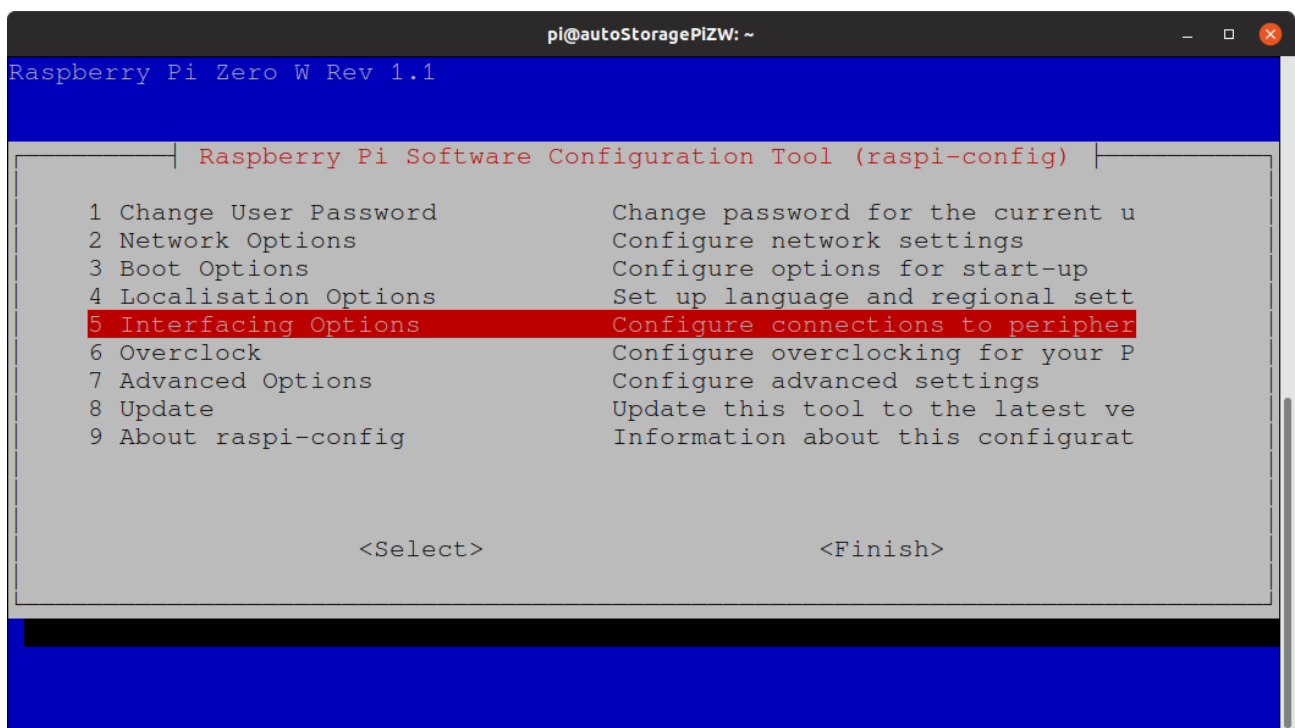 pi@autoStoragePiZW: ~
Raspberry Pi Zero W Rev 1.1
Raspberry Pi Software Configuration Tool (raspi-config)
1 Change User Password Change password for the current u
2 Network Options Configure network settings
3 Boot Options Configure options for start-up
4 Localisation Options Set up language and regional sett
5 Interfacing Options Configure connections to peripher
6 Overclock Configure overclocking for your P
7 Advanced Options Configure advanced settings
8 Update Update this tool to the latest ve
9 About raspi-config Information about this configurat
<Select> <Finish>